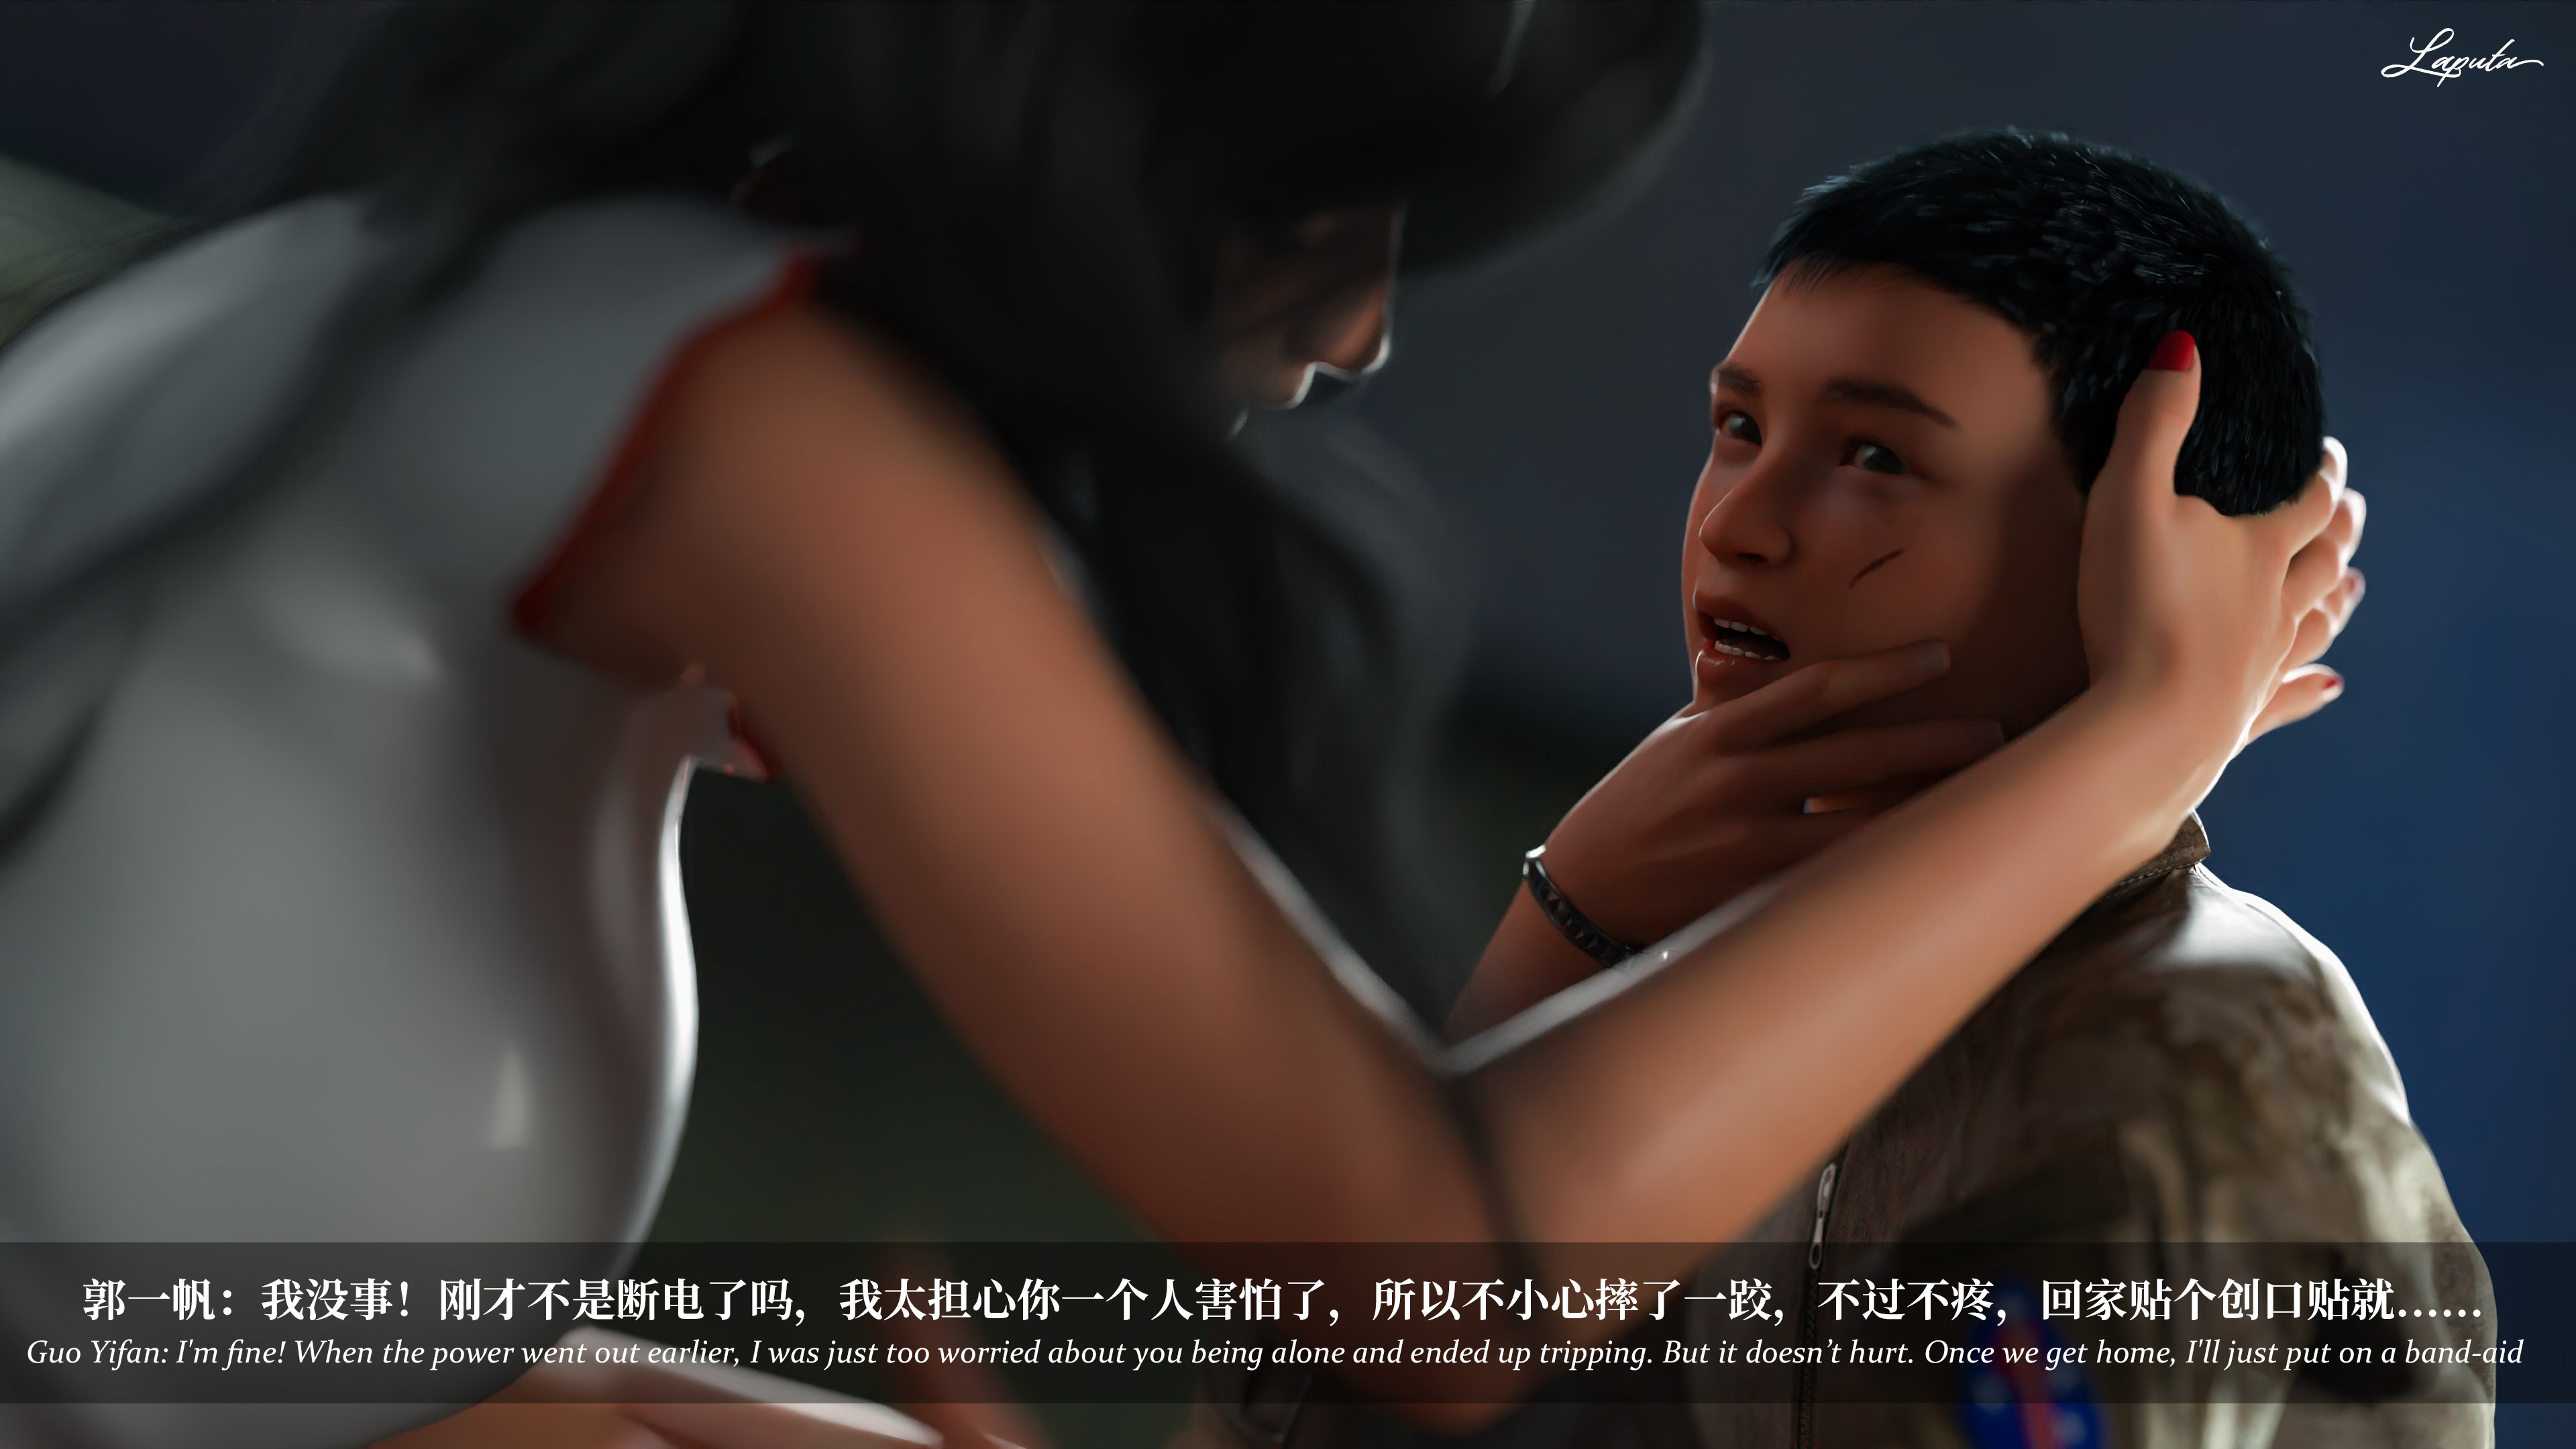 Laputa
郭一帆：我没事！刚才不是断电了吗，我太担心你一个人害怕了，所以不小心摔了一跤，不过不疼，回家贴个创口贴就……
Guo Yifan: I'm fine! When the power went out earlier, I was just too worried about you being alone and ended up tripping. But it doesn’t hurt. Once we get home, I'll just put on a band-aid